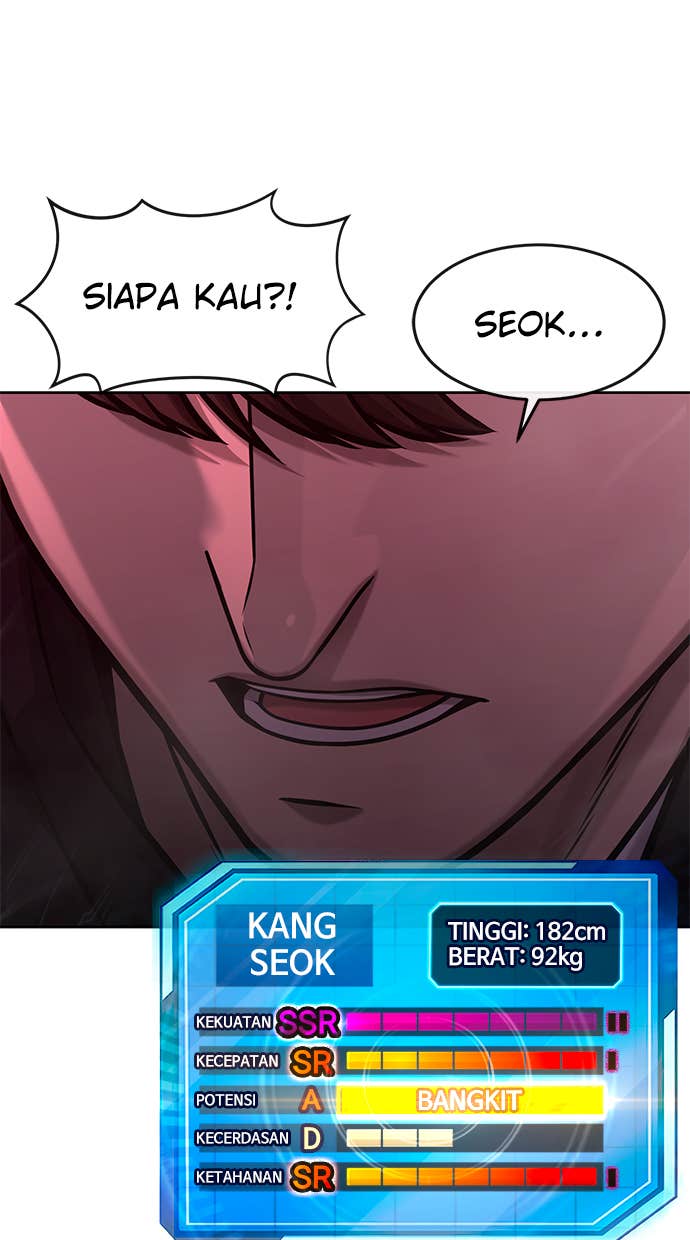 SIAPA KAU?!
SEOK...
KANG
SEOK
TINGGI: 182cm
BERAT: 92kg
KEKUATAN SSR
KECEPATAN SR
POTENSI A BANGKIT
KECERDASAN D
KETAHANAN SR